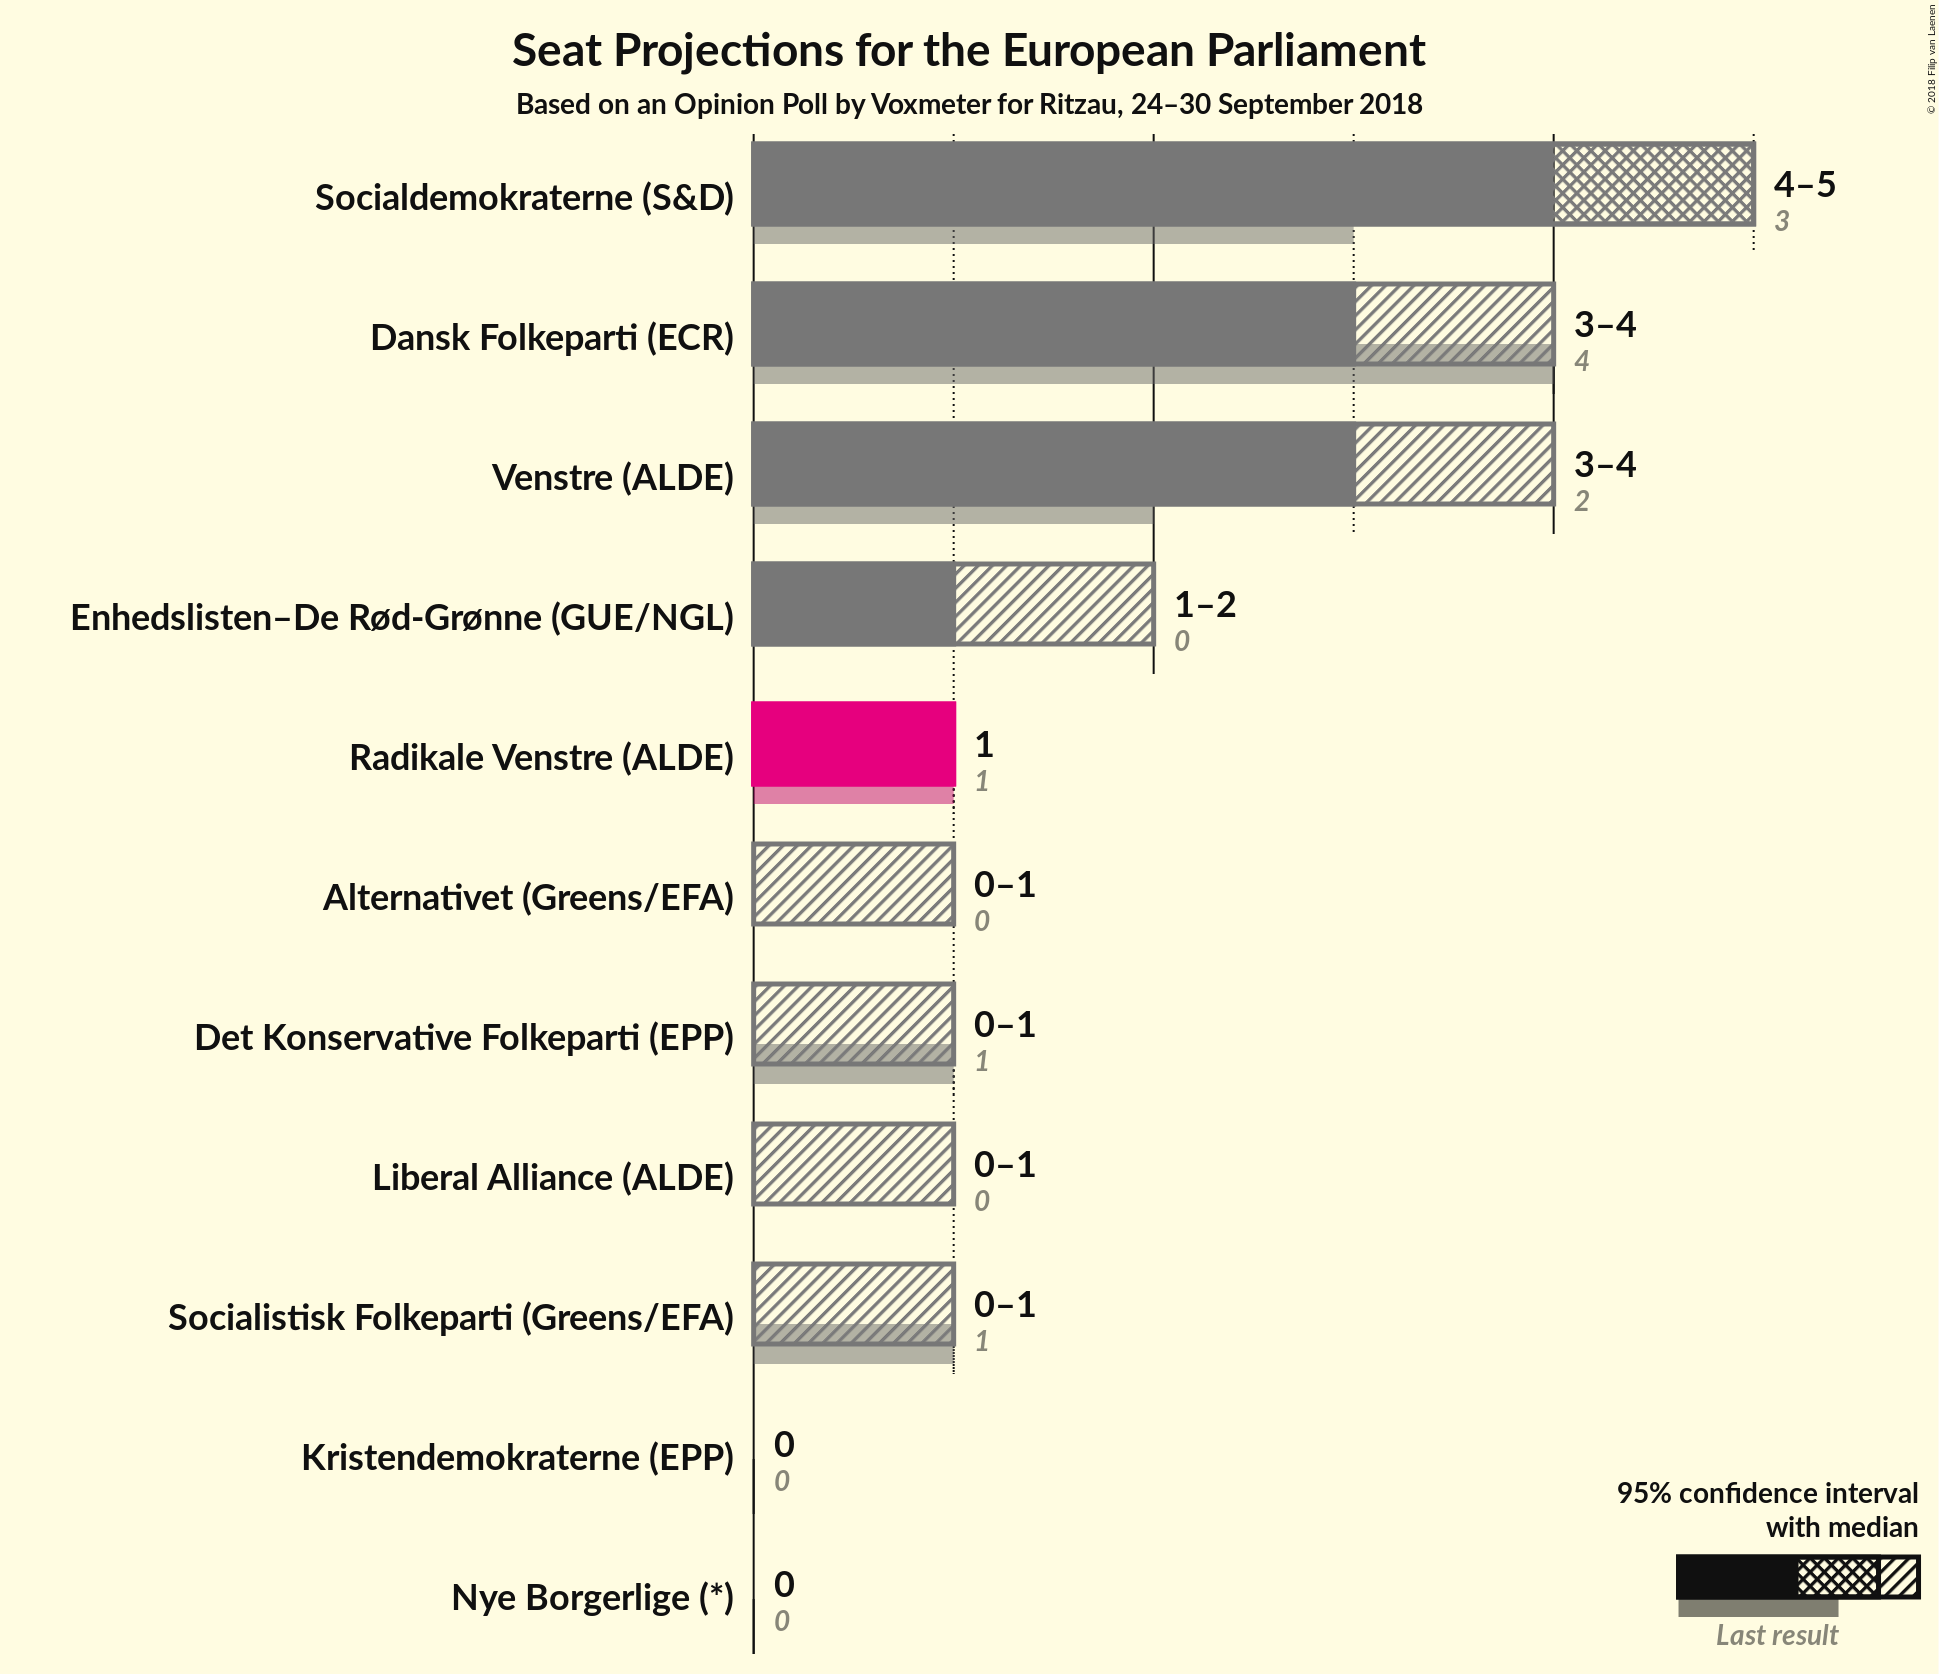 Seat Projections for the European Parliament
Based on an Opinion Poll by Voxmeter for Ritzau, 24–30 September 2018
© 2018 Filip van Laenen
Socialdemokraterne (S&D)
4–5
3
Dansk Folkeparti (ECR)
3–4
4
Venstre (ALDE)
3–4
2
Enhedslisten–De Rød-Grønne (GUE/NGL)
1–2
0
Radikale Venstre (ALDE)
1
1
Alternativet (Greens/EFA)
0–1
0
Det Konservative Folkeparti (EPP)
0–1
1
Liberal Alliance (ALDE)
0–1
0
Socialistisk Folkeparti (Greens/EFA)
0–1
1
Kristendemokraterne (EPP)
0
0
Nye Borgerlige (*)
0
0
95% confidence interval
with median
Last result